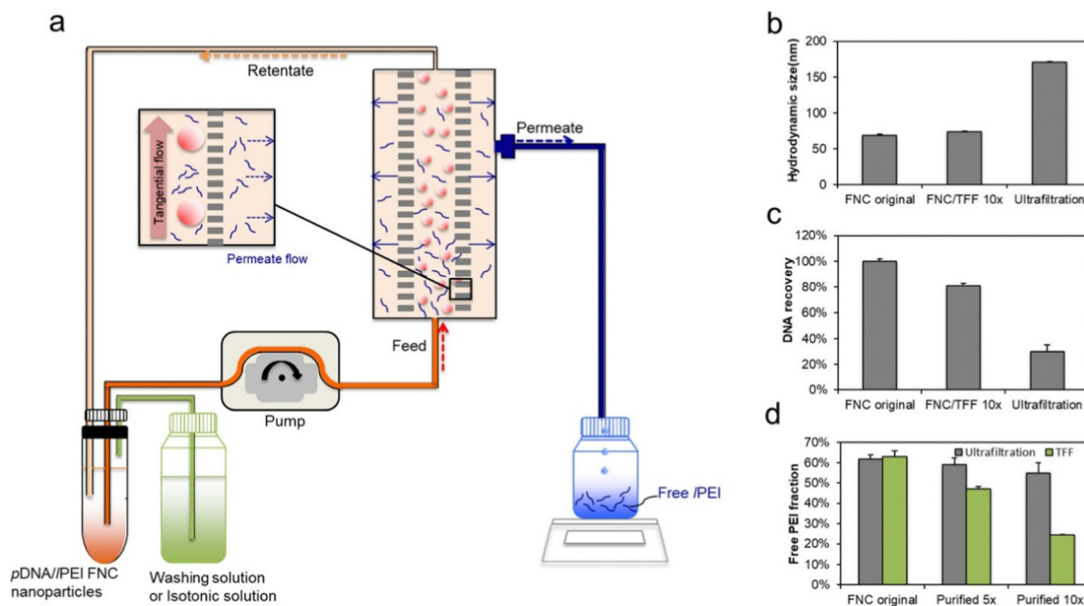 a
Retentate
Tangential flow
Permeate flow
Permeate
Feed
Pump
Free lPEI
pDNA//PEI FNC
nanoparticles
Washing solution
or Isotonic solution
b
Hydrodynamic size(nm)
200
150
100
50
0
FNC original FNC/TFF 10x Ultrafiltration
c
DNA recovery
120%
100%
80%
60%
40%
20%
0%
FNC original FNC/TFF 10x Ultrafiltration
d
Free PEI fraction
70%
60%
50%
40%
30%
20%
10%
0%
Ultrafiltration TFF
FNC original Purified 5x Purified 10x